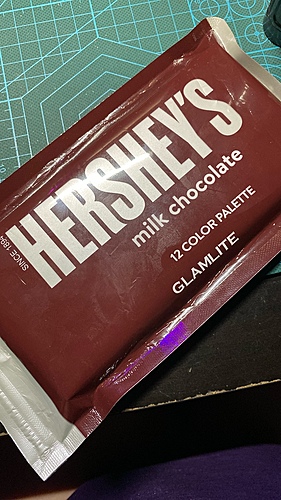 HERSHEY'S
SINCE 1894
milk chocolate
12 COLOR PALETTE
GLAMLITE